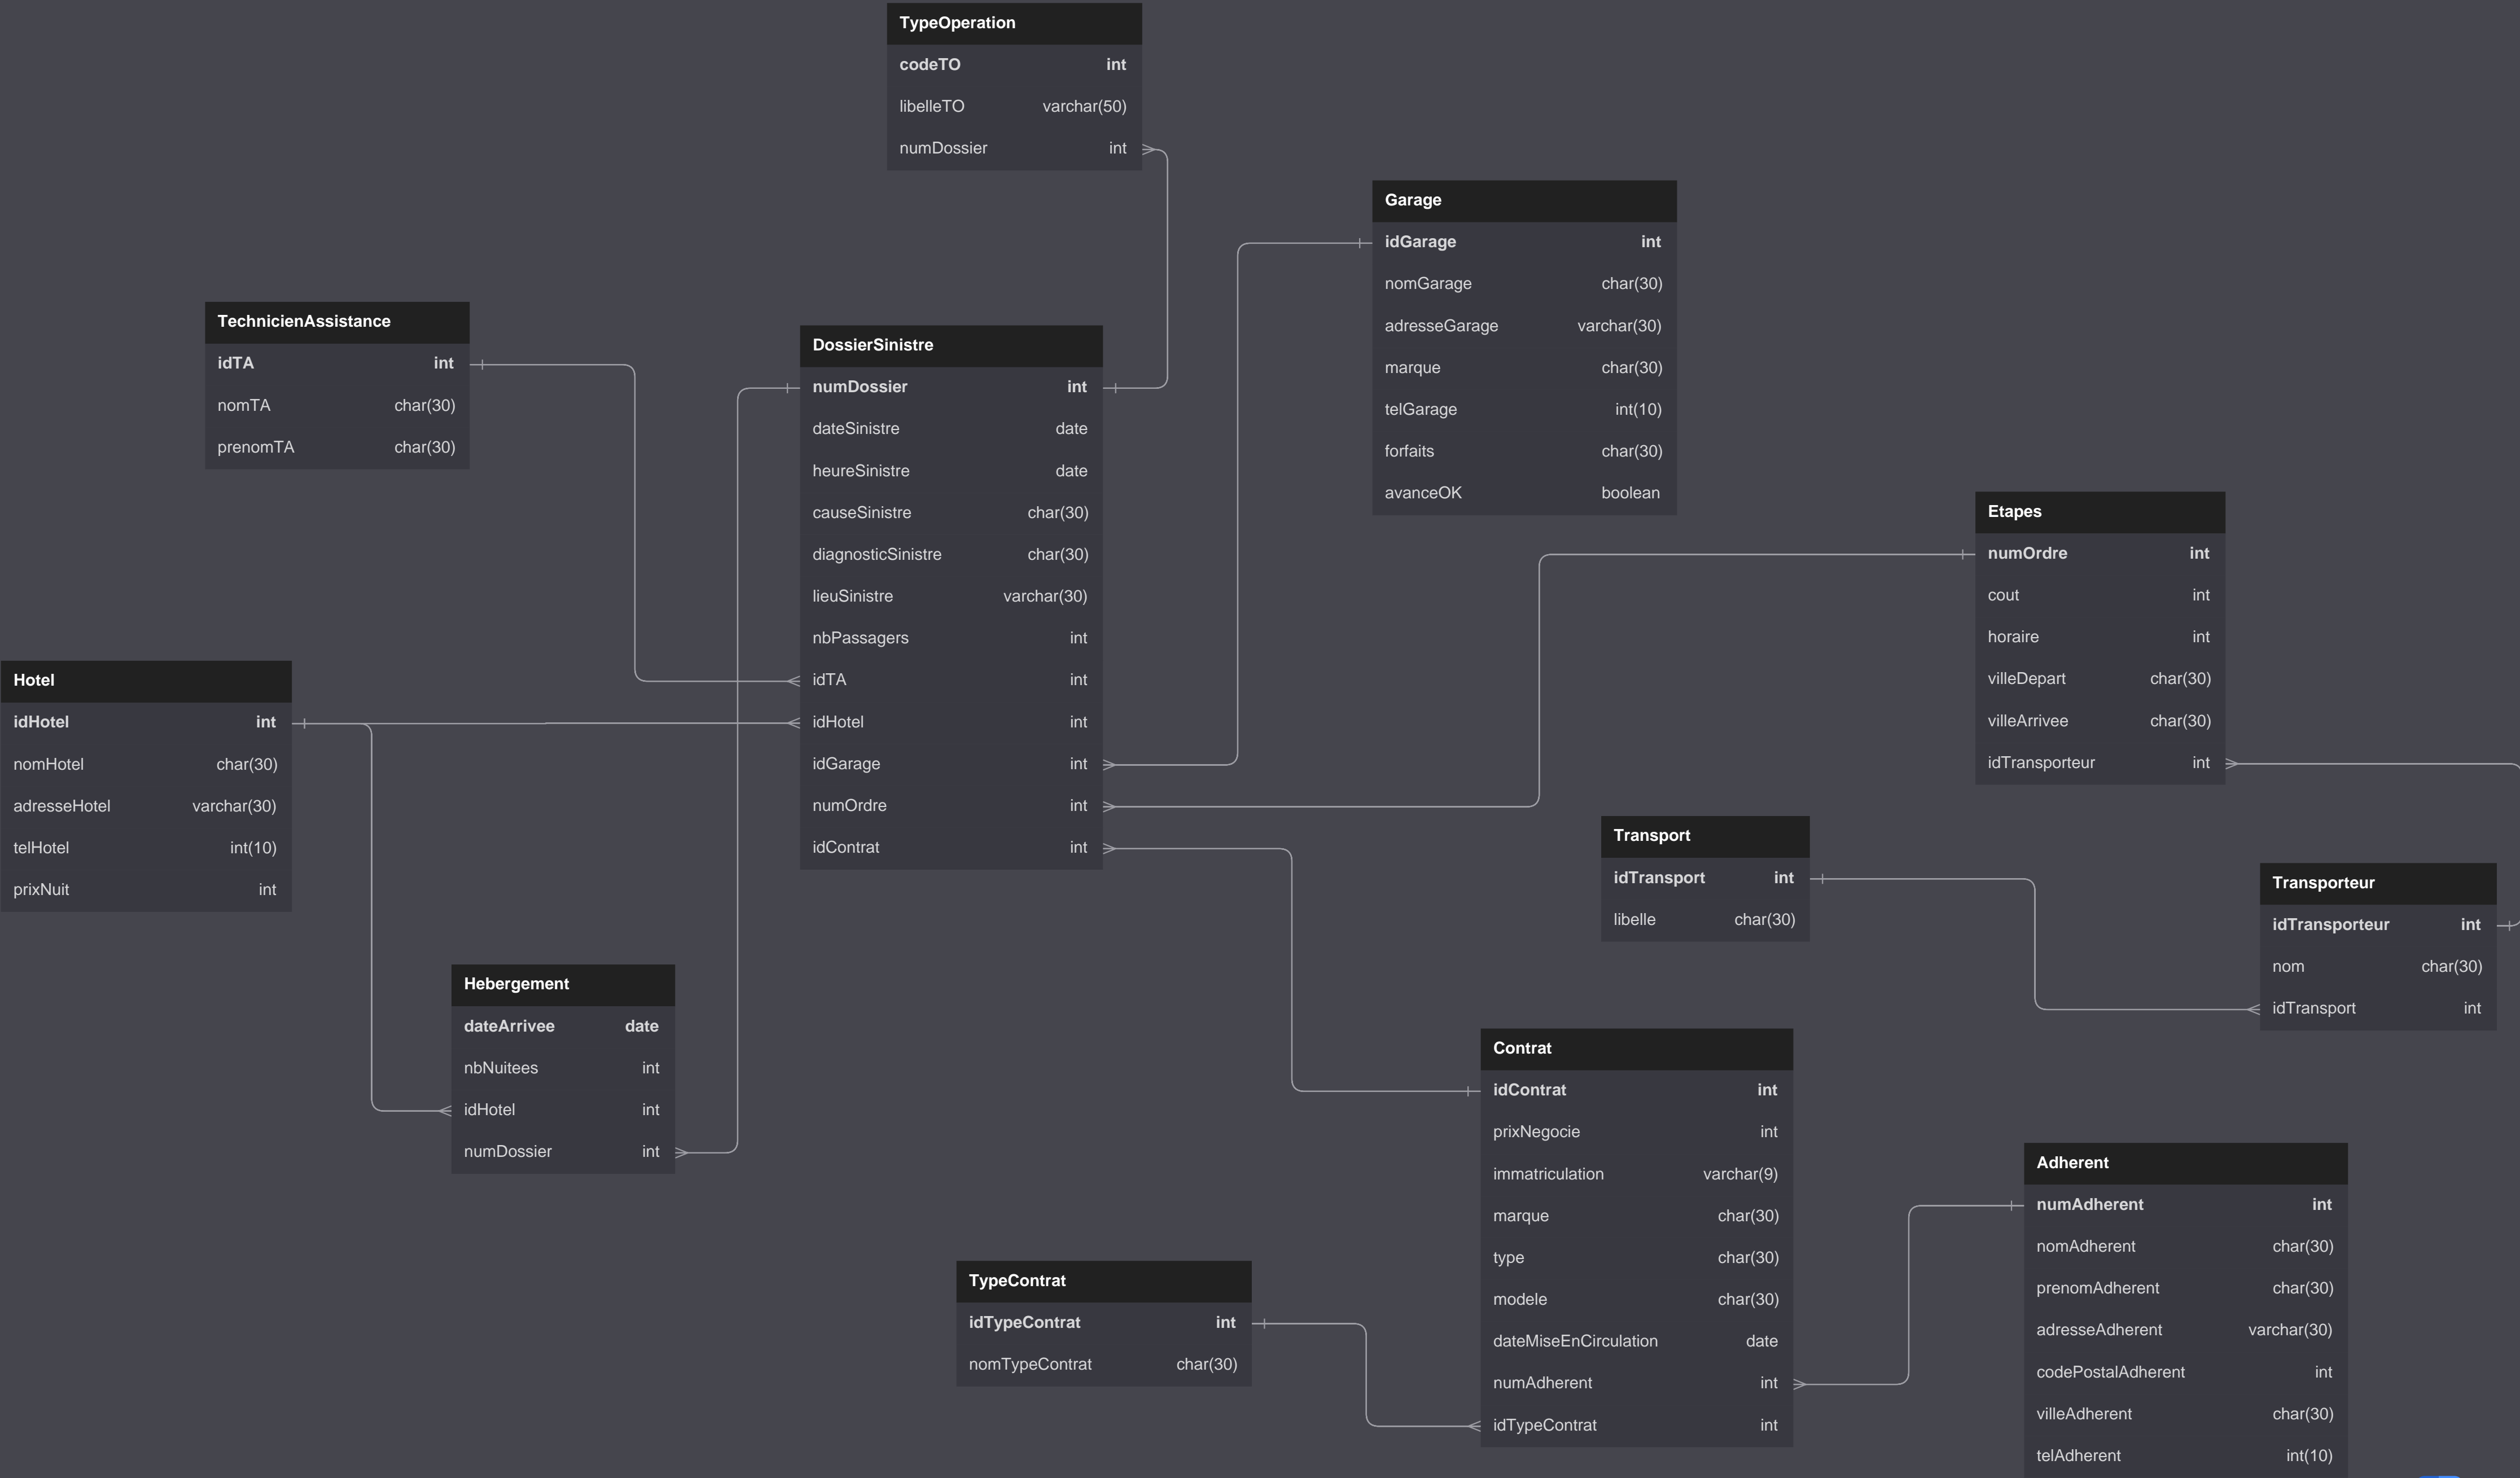 TypeOperation
codeTO int
libelleTO varchar(50)
numDossier int
Garage
idGarage int
nomGarage char(30)
adresseGarage varchar(30)
marque char(30)
telGarage int(10)
forfaits char(30)
avanceOK boolean
TechnicienAssistance
idTA int
nomTA char(30)
prenomTA char(30)
DossierSinistre
numDossier int
dateSinistre date
heureSinistre date
causeSinistre char(30)
diagnosticSinistre char(30)
lieuSinistre varchar(30)
nbPassagers int
idTA int
idHotel int
idGarage int
numOrdre int
idContrat int
Etapes
numOrdre int
cout int
horaire int
villeDepart char(30)
villeArrivee char(30)
idTransporteur int
Hotel
idHotel int
nomHotel char(30)
adresseHotel varchar(30)
telHotel int(10)
prixNuit int
Transport
idTransport int
libelle char(30)
Transporteur
idTransporteur int
nom char(30)
idTransport int
Hebergement
dateArrivee date
nbNuitees int
idHotel int
numDossier int
Contrat
idContrat int
prixNegocie int
immatriculation varchar(9)
marque char(30)
type char(30)
modele char(30)
dateMiseEnCirculation date
numAdherent int
idTypeContrat int
Adherent
numAdherent int
nomAdherent char(30)
prenomAdherent char(30)
adresseAdherent varchar(30)
codePostalAdherent int
villeAdherent char(30)
telAdherent int(10)
TypeContrat
idTypeContrat int
nomTypeContrat char(30)